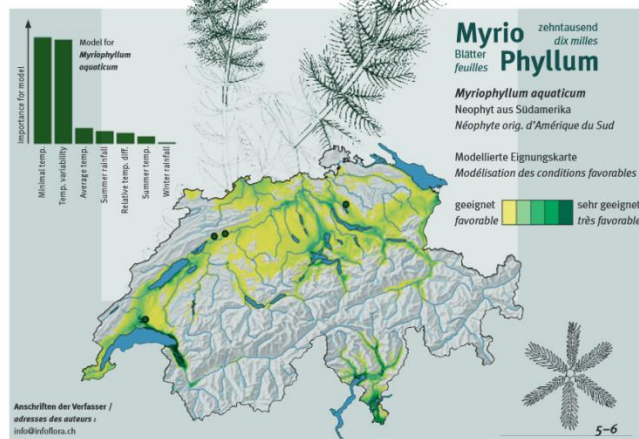 Importance for model
Model for
Myriophyllum
aquaticum
Minimal temp.
Temp. variability
Average temp.
Summer rainfall
Relative temp. diff.
Summer temp.
Winter rainfall
Myrio zehntausend
dix milles
Blätter
feuilles Phyllum
Myriophyllum aquaticum
Neophyt aus Südamerika
Néophyte orig. d'Amérique du Sud
Modellierte Eignungskarte
Modélisation des conditions favorables
geeignet sehr geeignet
favorable très favorable
Anschriften der Verfasser /
adresses des auteurs :
info@infoflora.ch
5–6